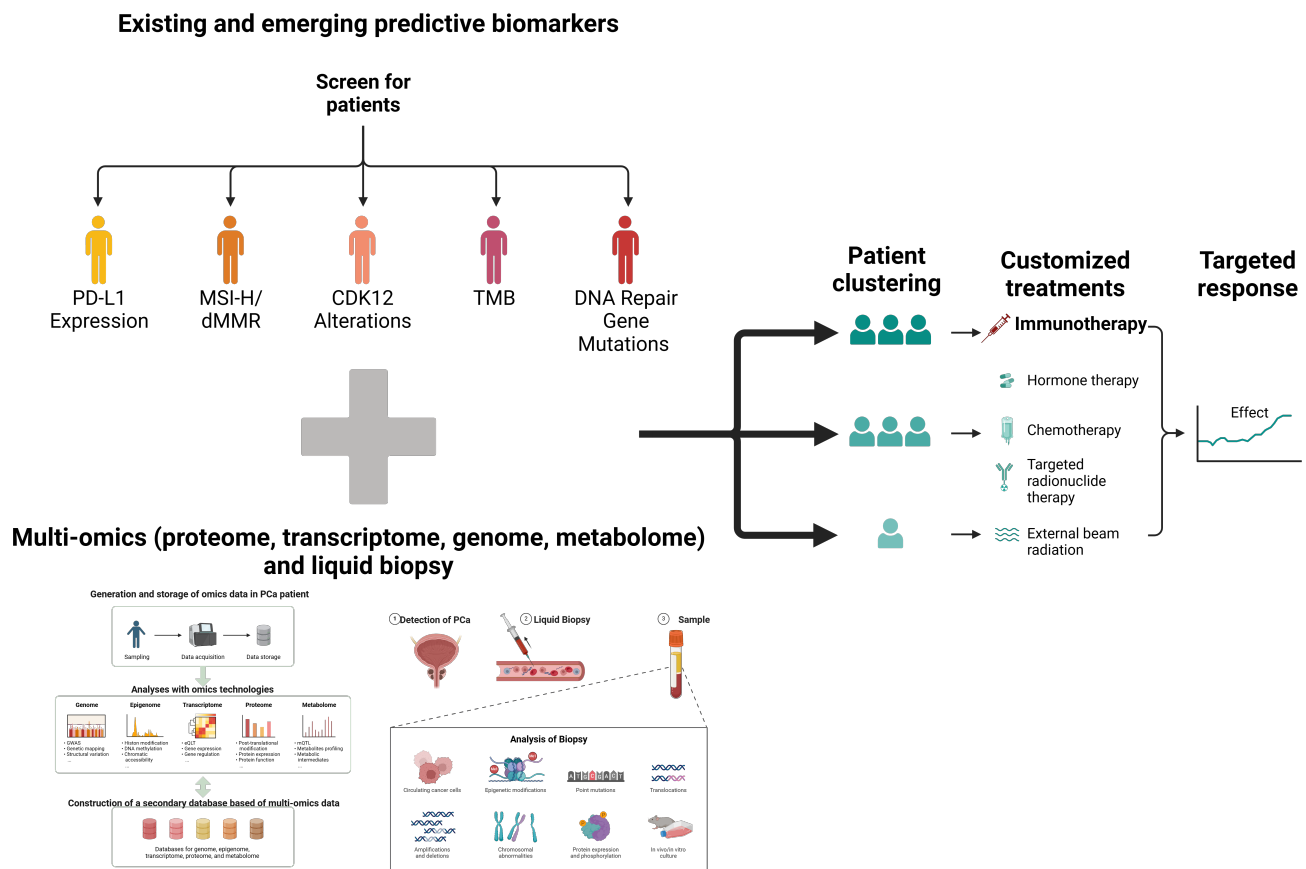 Existing and emerging predictive biomarkers
Screen for
patients
PD-L1
Expression
MSI-H/
dMMR
CDK12
Alterations
TMB
DNA Repair
Gene
Mutations
Patient
clustering
Customized
treatments
Targeted
response
Immunotherapy
Hormone therapy
Chemotherapy
Targeted
radionuclide
therapy
External beam
radiation
Effect
Multi-omics (proteome, transcriptome, genome, metabolome)
and liquid biopsy
Generation and storage of omics data in PCa patient
Sampling
Data acquisition
Data storage
Analyses with omics technologies
Genome
• GWAS
• Genetic mapping
• Structural variation
...
Epigenome
• Histon modification
• DNA methylation
• Chromatic
accessibility
...
Transcriptome
• eQLT
• Gene expression
• Gene regulation
...
Proteome
• Post-translational
modification
• Protein expression
• Protein function
Metabolome
• mQTL
• Metabolites profiling
• Metabolic
intermediates
...
Construction of a secondary database based of multi-omics data
Databases for genome, epigenome,
transcriptome, proteome, and metabolome
1 Detection of PCa
2 Liquid Biopsy
3 Sample
Analysis of Biopsy
Circulating cancer cells
Epigenetic modifications
Point mutations
Translocations
Amplifications
and deletions
Chromosomal
abnormalities
P
P
Protein expression
and phosphorylation
In vivo/in vitro
culture